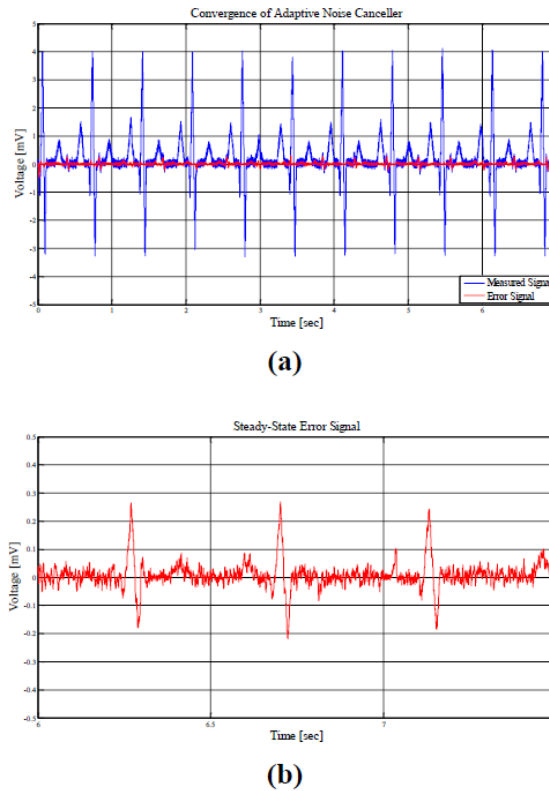 Convergence of Adaptive Noise Canceller
5
4
3
2
1
0
-1
-2
-3
-4
-5
Voltage [mV]
0 1 2 3 4 5 6
Time [sec]
Measured Signa
Error Signal
(a)
Steady-State Error Signal
0.5
0.4
0.3
0.2
0.1
0
-0.1
-0.2
-0.3
-0.4
-0.5
Voltage [mV]
6 6.5 7
Time [sec]
(b)